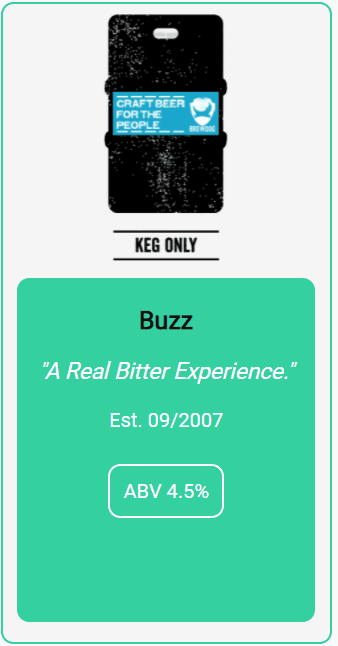 CRAFT BEER
FOR THE
PEOPLE
BREWDOG
KEG ONLY
Buzz
"A Real Bitter Experience."
Est. 09/2007
ABV 4.5%